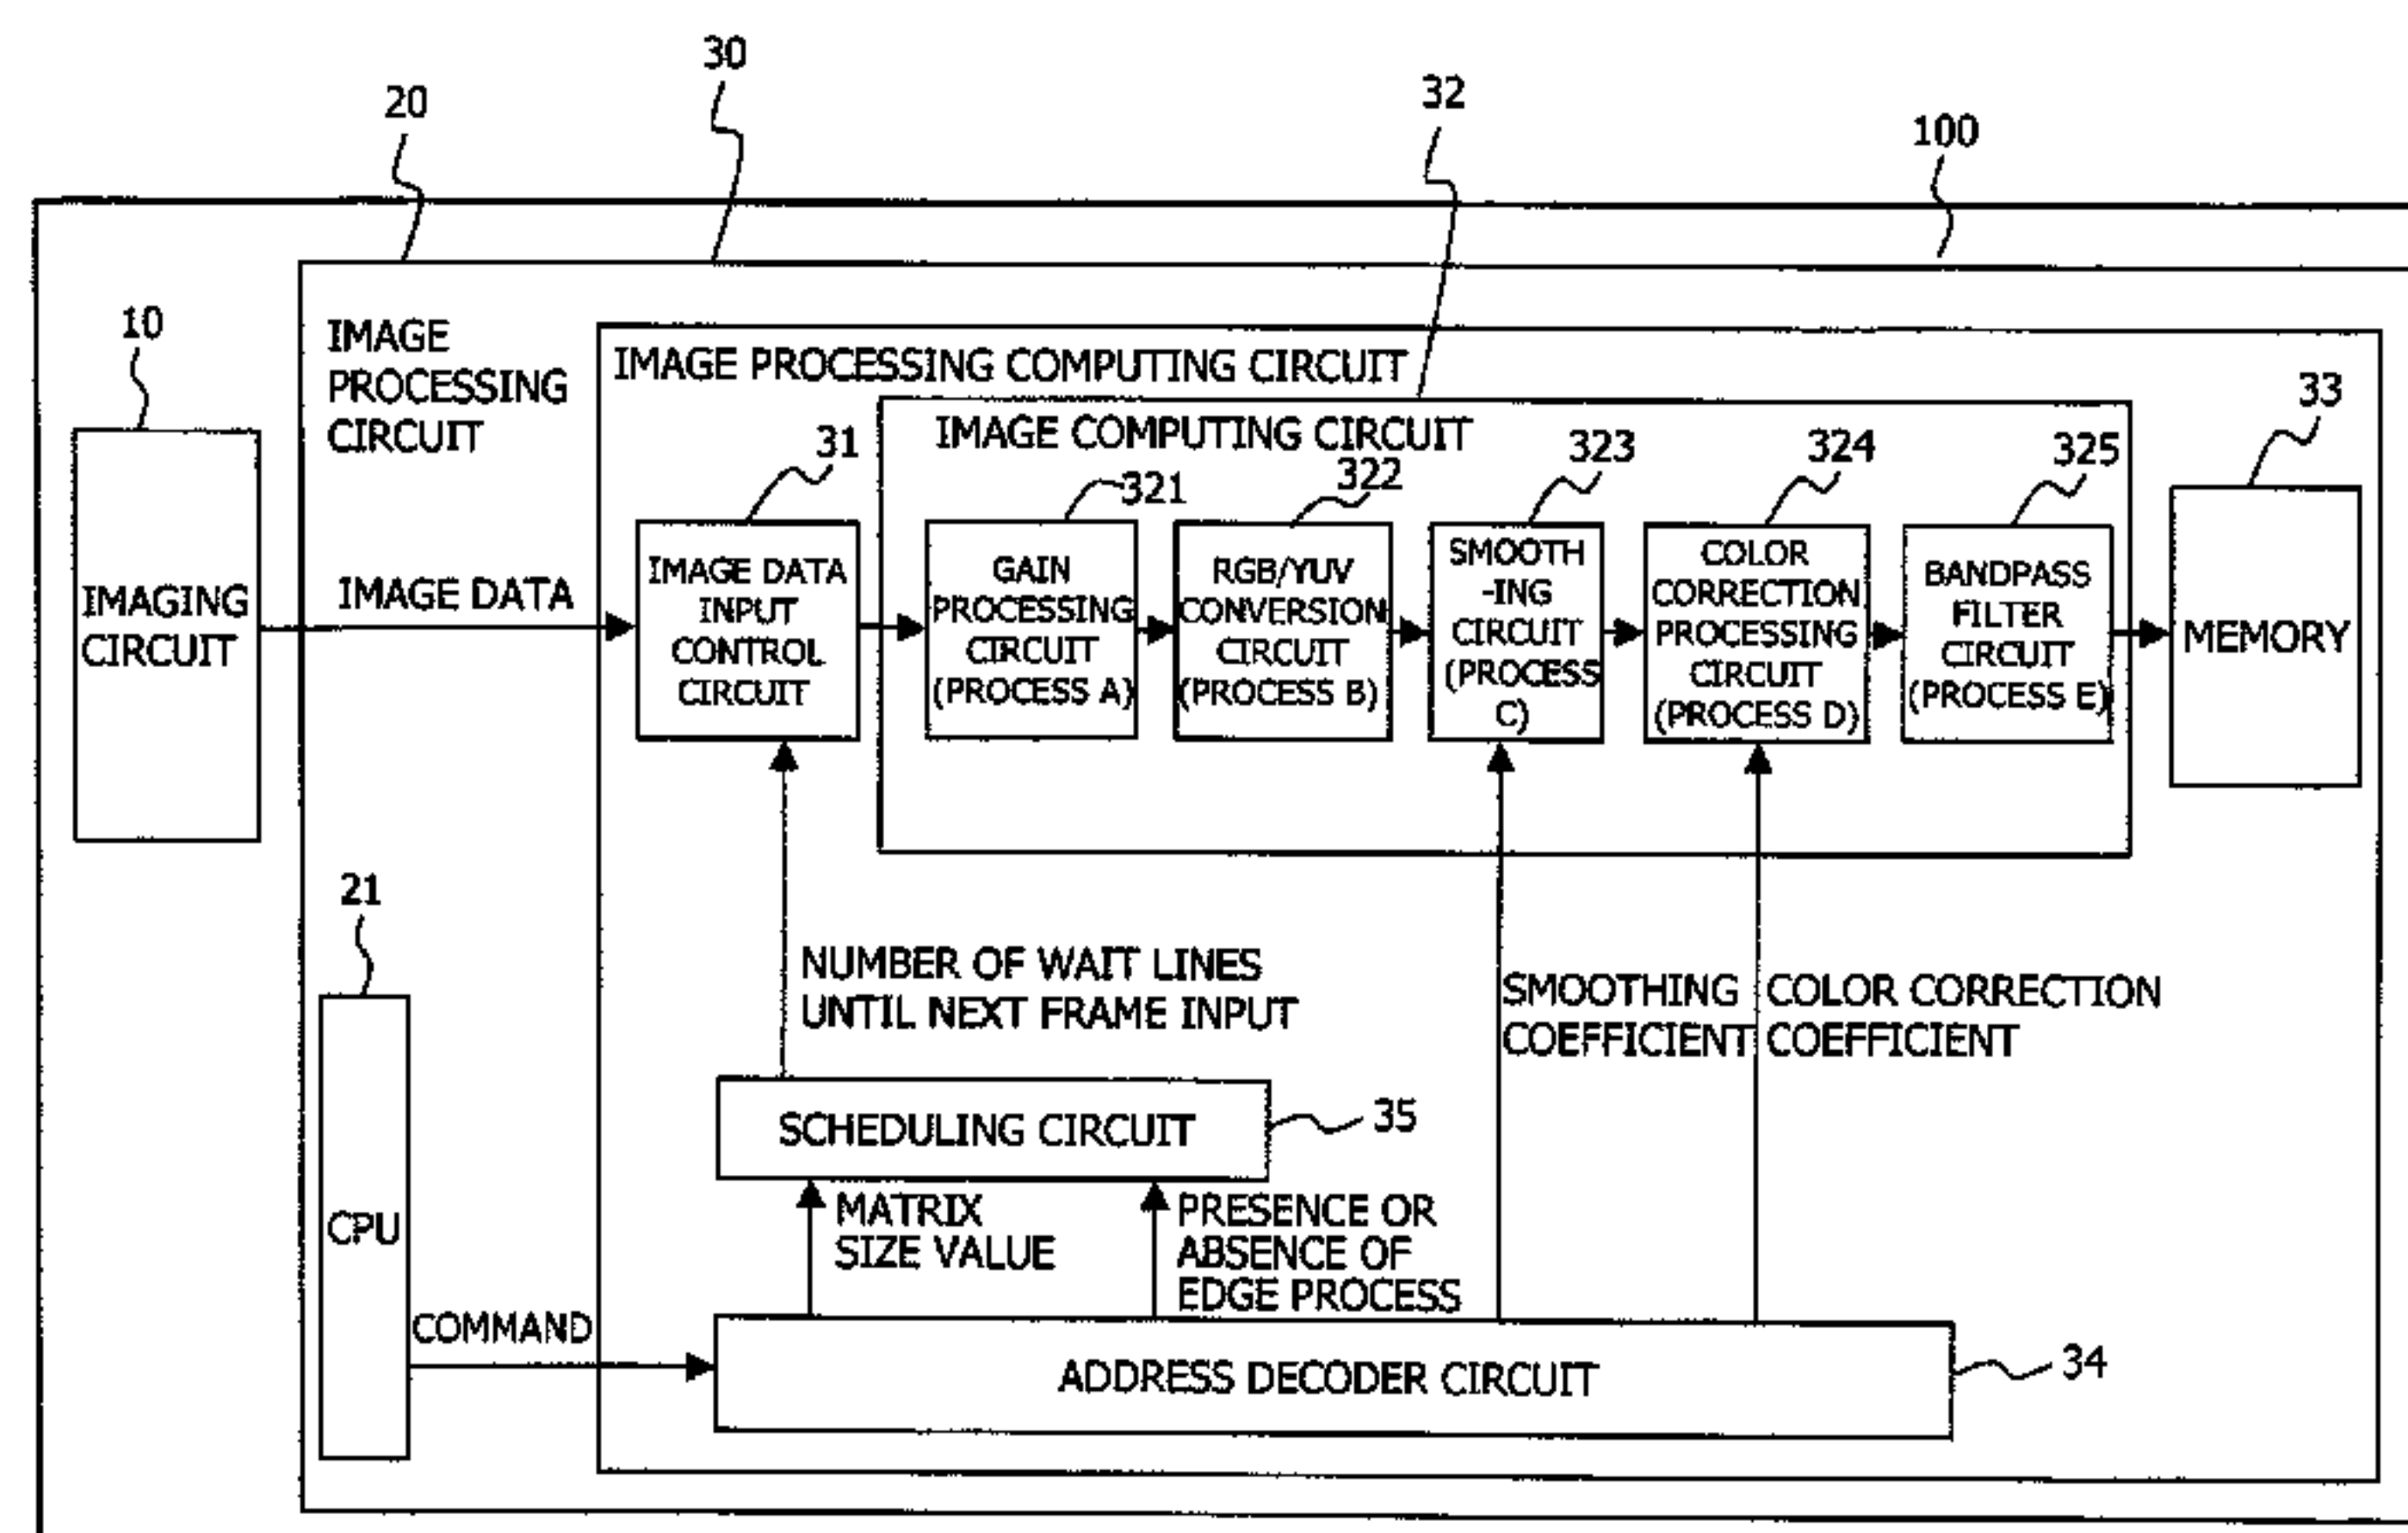 30
20
32
100
10
IMAGE
PROCESSING
CIRCUIT
IMAGE PROCESSING COMPUTING CIRCUIT
33
IMAGE COMPUTING CIRCUIT
31
321
322
323
324
325
IMAGING
CIRCUIT
IMAGE DATA
IMAGE DATA
INPUT
CONTROL
CIRCUIT
GAIN
PROCESSING
CIRCUIT
(PROCESS A)
RGB/YUV
CONVERSION
CIRCUIT
(PROCESS B)
SMOOTH
-ING
CIRCUIT
(PROCESS
C)
COLOR
CORRECTION
PROCESSING
CIRCUIT
(PROCESS D)
BANDPASS
FILTER
CIRCUIT
(PROCESS E)
MEMORY
21
NUMBER OF WAIT LINES
UNTIL NEXT FRAME INPUT
SMOOTHING
COEFFICIENT
COLOR CORRECTION
COEFFICIENT
SCHEDULING CIRCUIT
35
CPU
MATRIX
SIZE VALUE
PRESENCE OR
ABSENCE OF
EDGE PROCESS
COMMAND
ADDRESS DECODER CIRCUIT
34